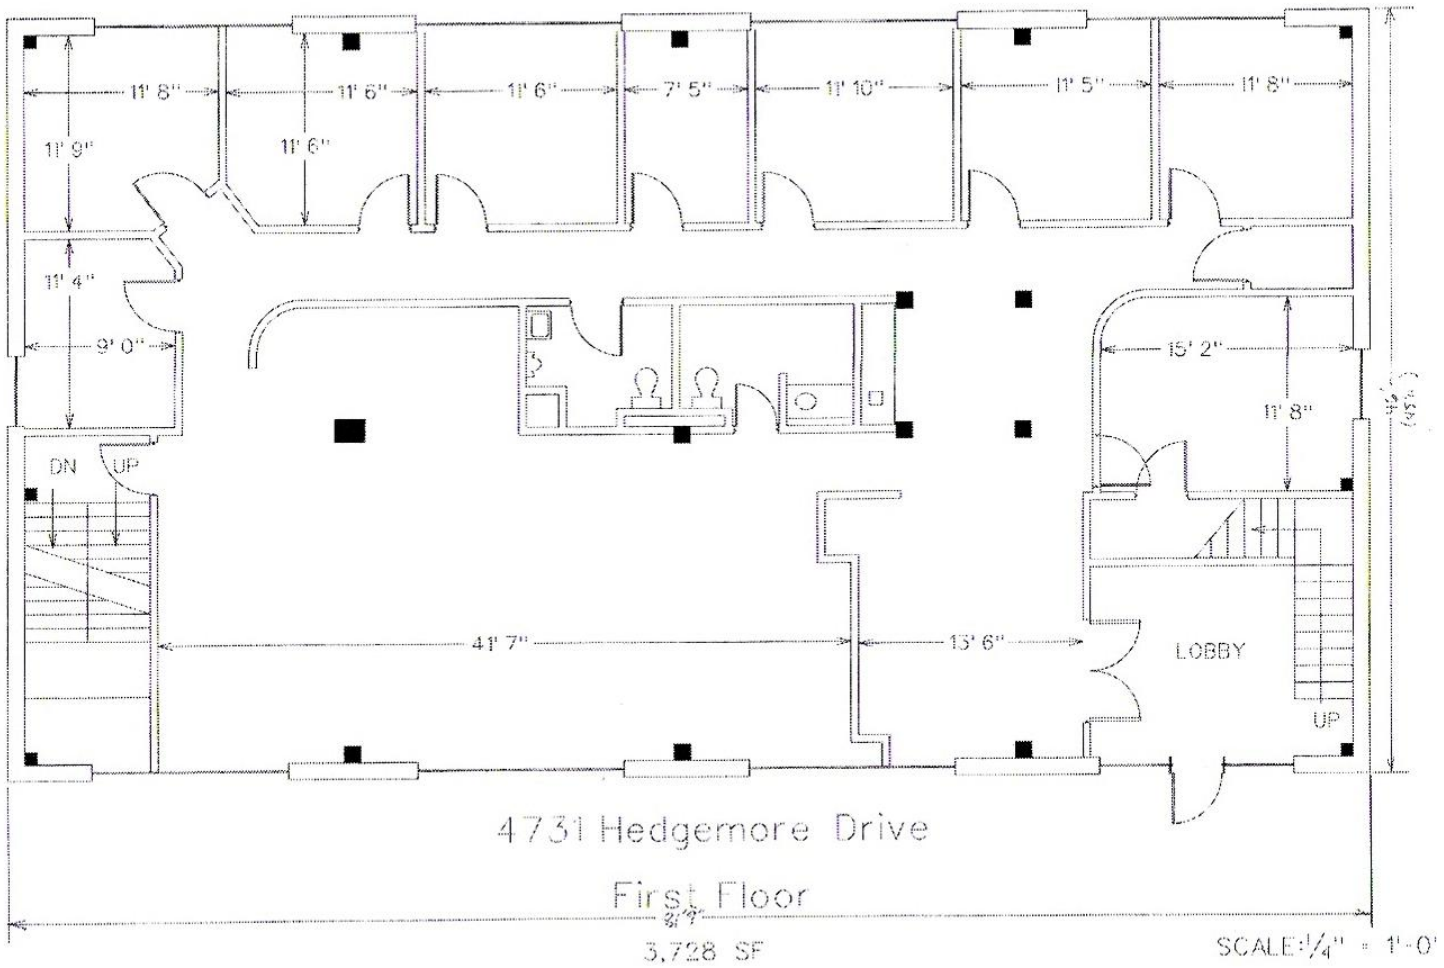 11' 8" 11' 6" 11' 6" 7' 5" 11' 10" 11' 5" 11' 8"
11' 9" 11' 6"
11' 4"
9' 0" 15' 2"
11' 8"
DN UP
41' 7" 13' 6" LOBBY
UP
4731 Hedgemore Drive
First Floor
3,728 SF SCALE: 1/4" = 1'-0'